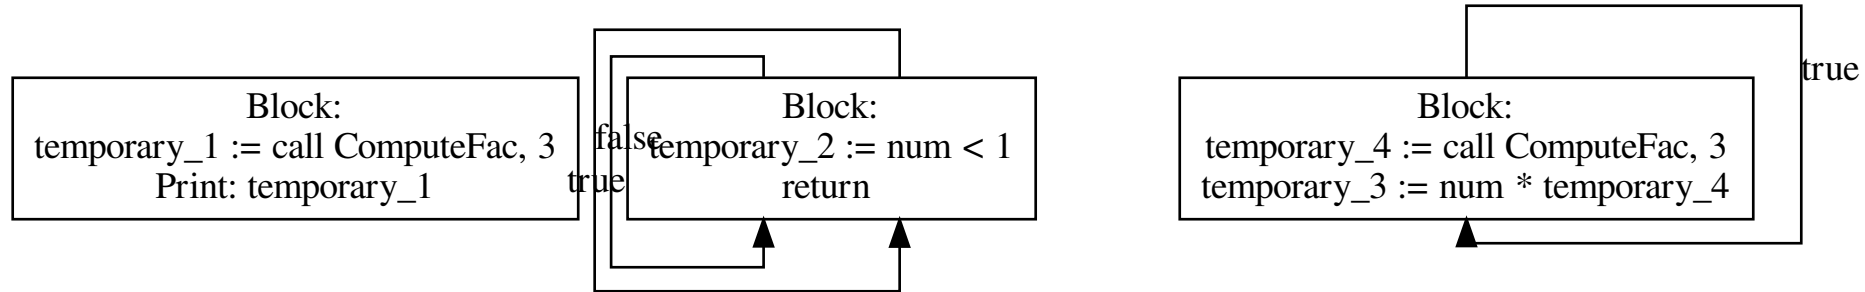 Block:
temporary_1 := call ComputeFac, 3
Print: temporary_1
false
true
Block:
temporary_2 := num < 1
return
Block:
temporary_4 := call ComputeFac, 3
temporary_3 := num * temporary_4
true